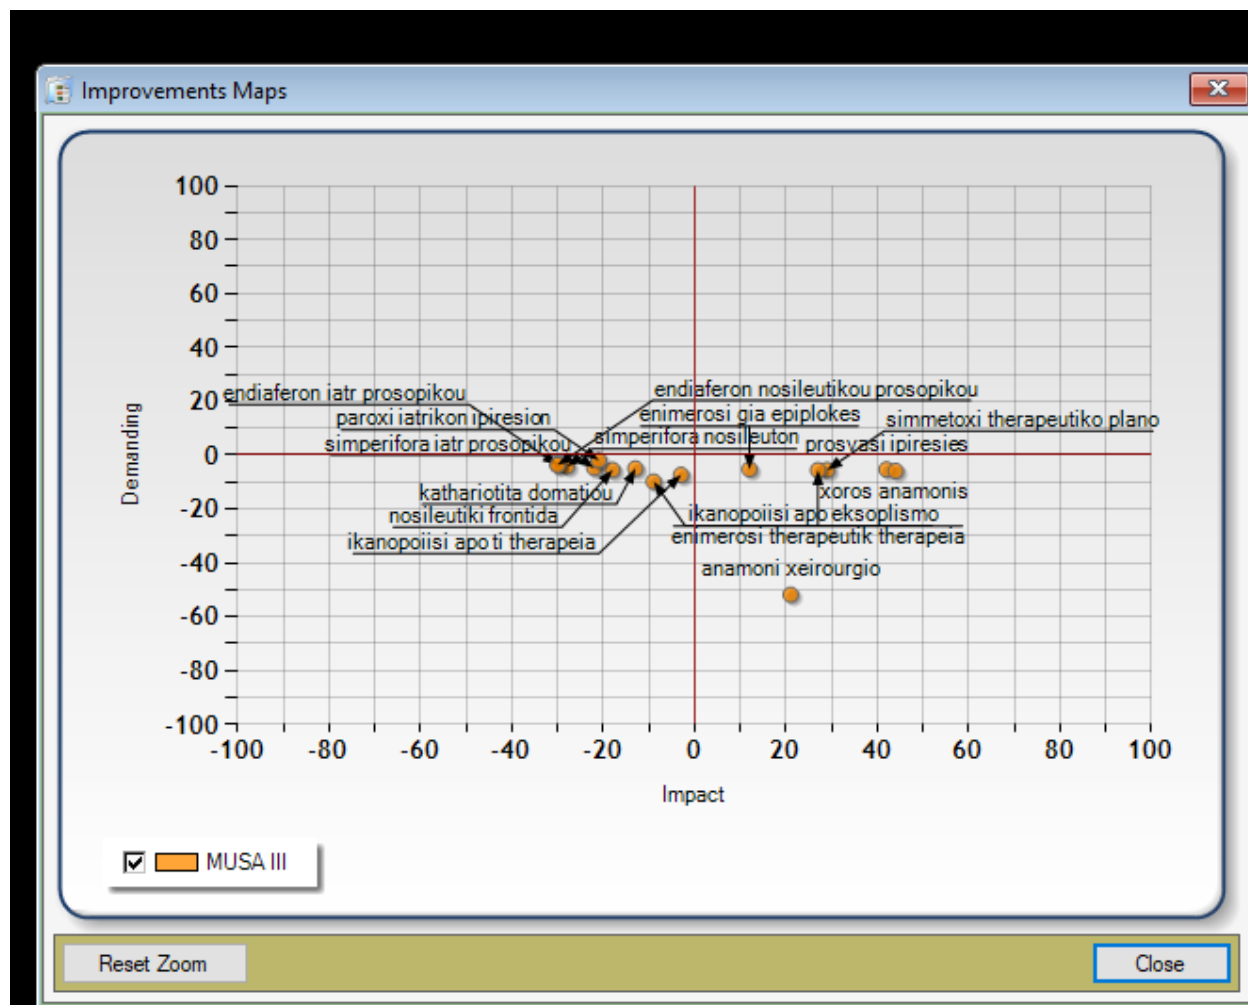 Improvements Maps
100
80
60
40
20
0
-20
-40
-60
-80
-100
Demanding
endiaferon iatr prosopikou
endiaferon nosileutikou prosopikou
paroxi iatrikon ipiresion
enimerosi gia epiplokes
simmetoxi therapeutiko plano
simperifora iatr prosopikou
simperifora nosileuton
prosvasi ipiresies
kathariotita domatiou
xoros anamonis
nosileutiki frontida
ikanopoiisi apo eksoplismo
ikanopoiisi apo ti therapeia
enimerosi therapeutik therapeia
anamoni xeirourgio
-100 -80 -60 -40 -20 0 20 40 60 80 100
Impact
MUSA III
Reset Zoom
Close